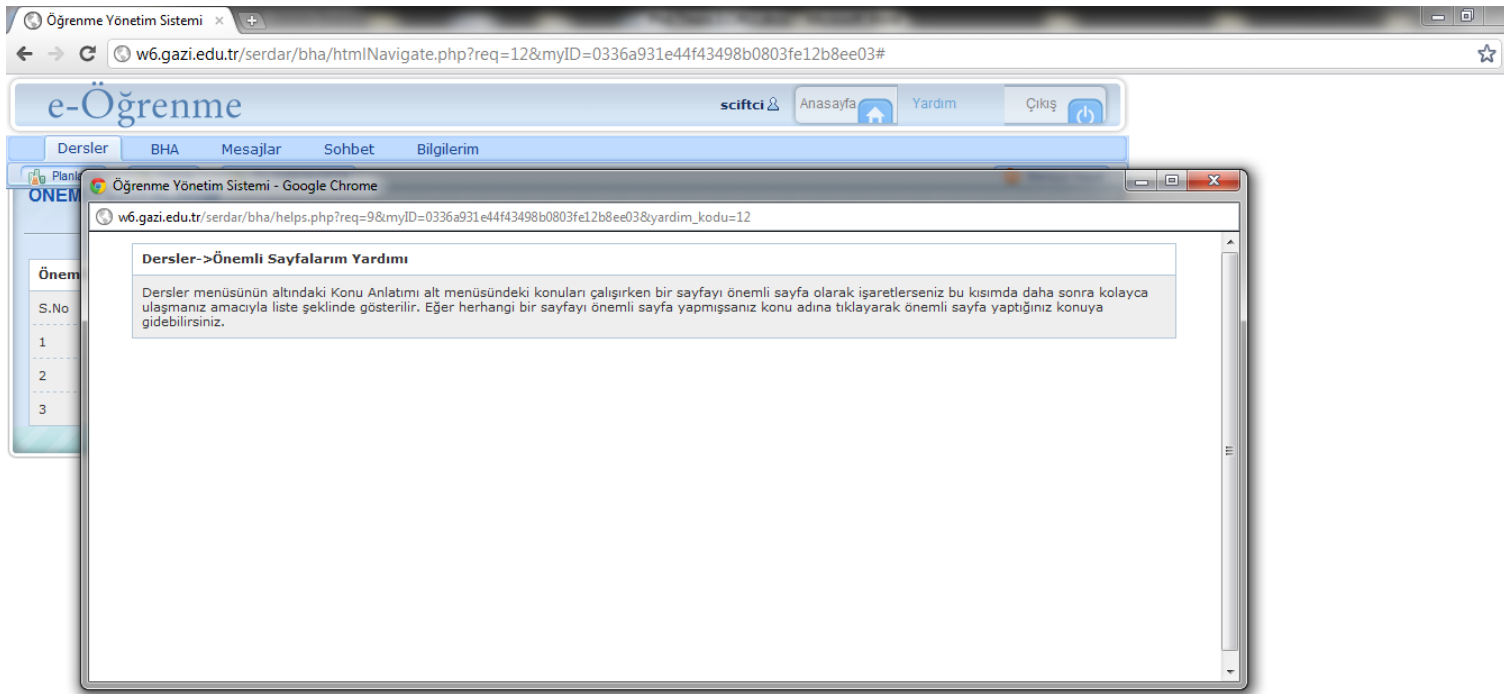 Öğrenme Yönetim Sistemi
w6.gazi.edu.tr/serdar/bha/htmlNavigate.php?req=12&myID=0336a931e44f43498b0803fe12b8ee03#
e-Öğrenme
sciftci
Anasayfa
Yardım
Çıkış
Dersler
BHA
Mesajlar
Sohbet
Bilgilerim
Öğrenme Yönetim Sistemi - Google Chrome
w6.gazi.edu.tr/serdar/bha/helps.php?req=9&myID=0336a931e44f43498b0803fe12b8ee03&yardim_kodu=12
ÖNEM
Önem
S.No
1
2
3
Dersler->Önemli Sayfalarım Yardımı
Dersler menüsünün altındaki Konu Anlatımı alt menüsündeki konuları çalışırken bir sayfayı önemli sayfa olarak işaretlerseniz bu kısımda daha sonra kolayca
ulaşmanız amacıyla liste şeklinde gösterilir. Eğer herhangi bir sayfayı önemli sayfa yapmışsanız konu adına tıklayarak önemli sayfa yaptığınız konuya
gidebilirsiniz.